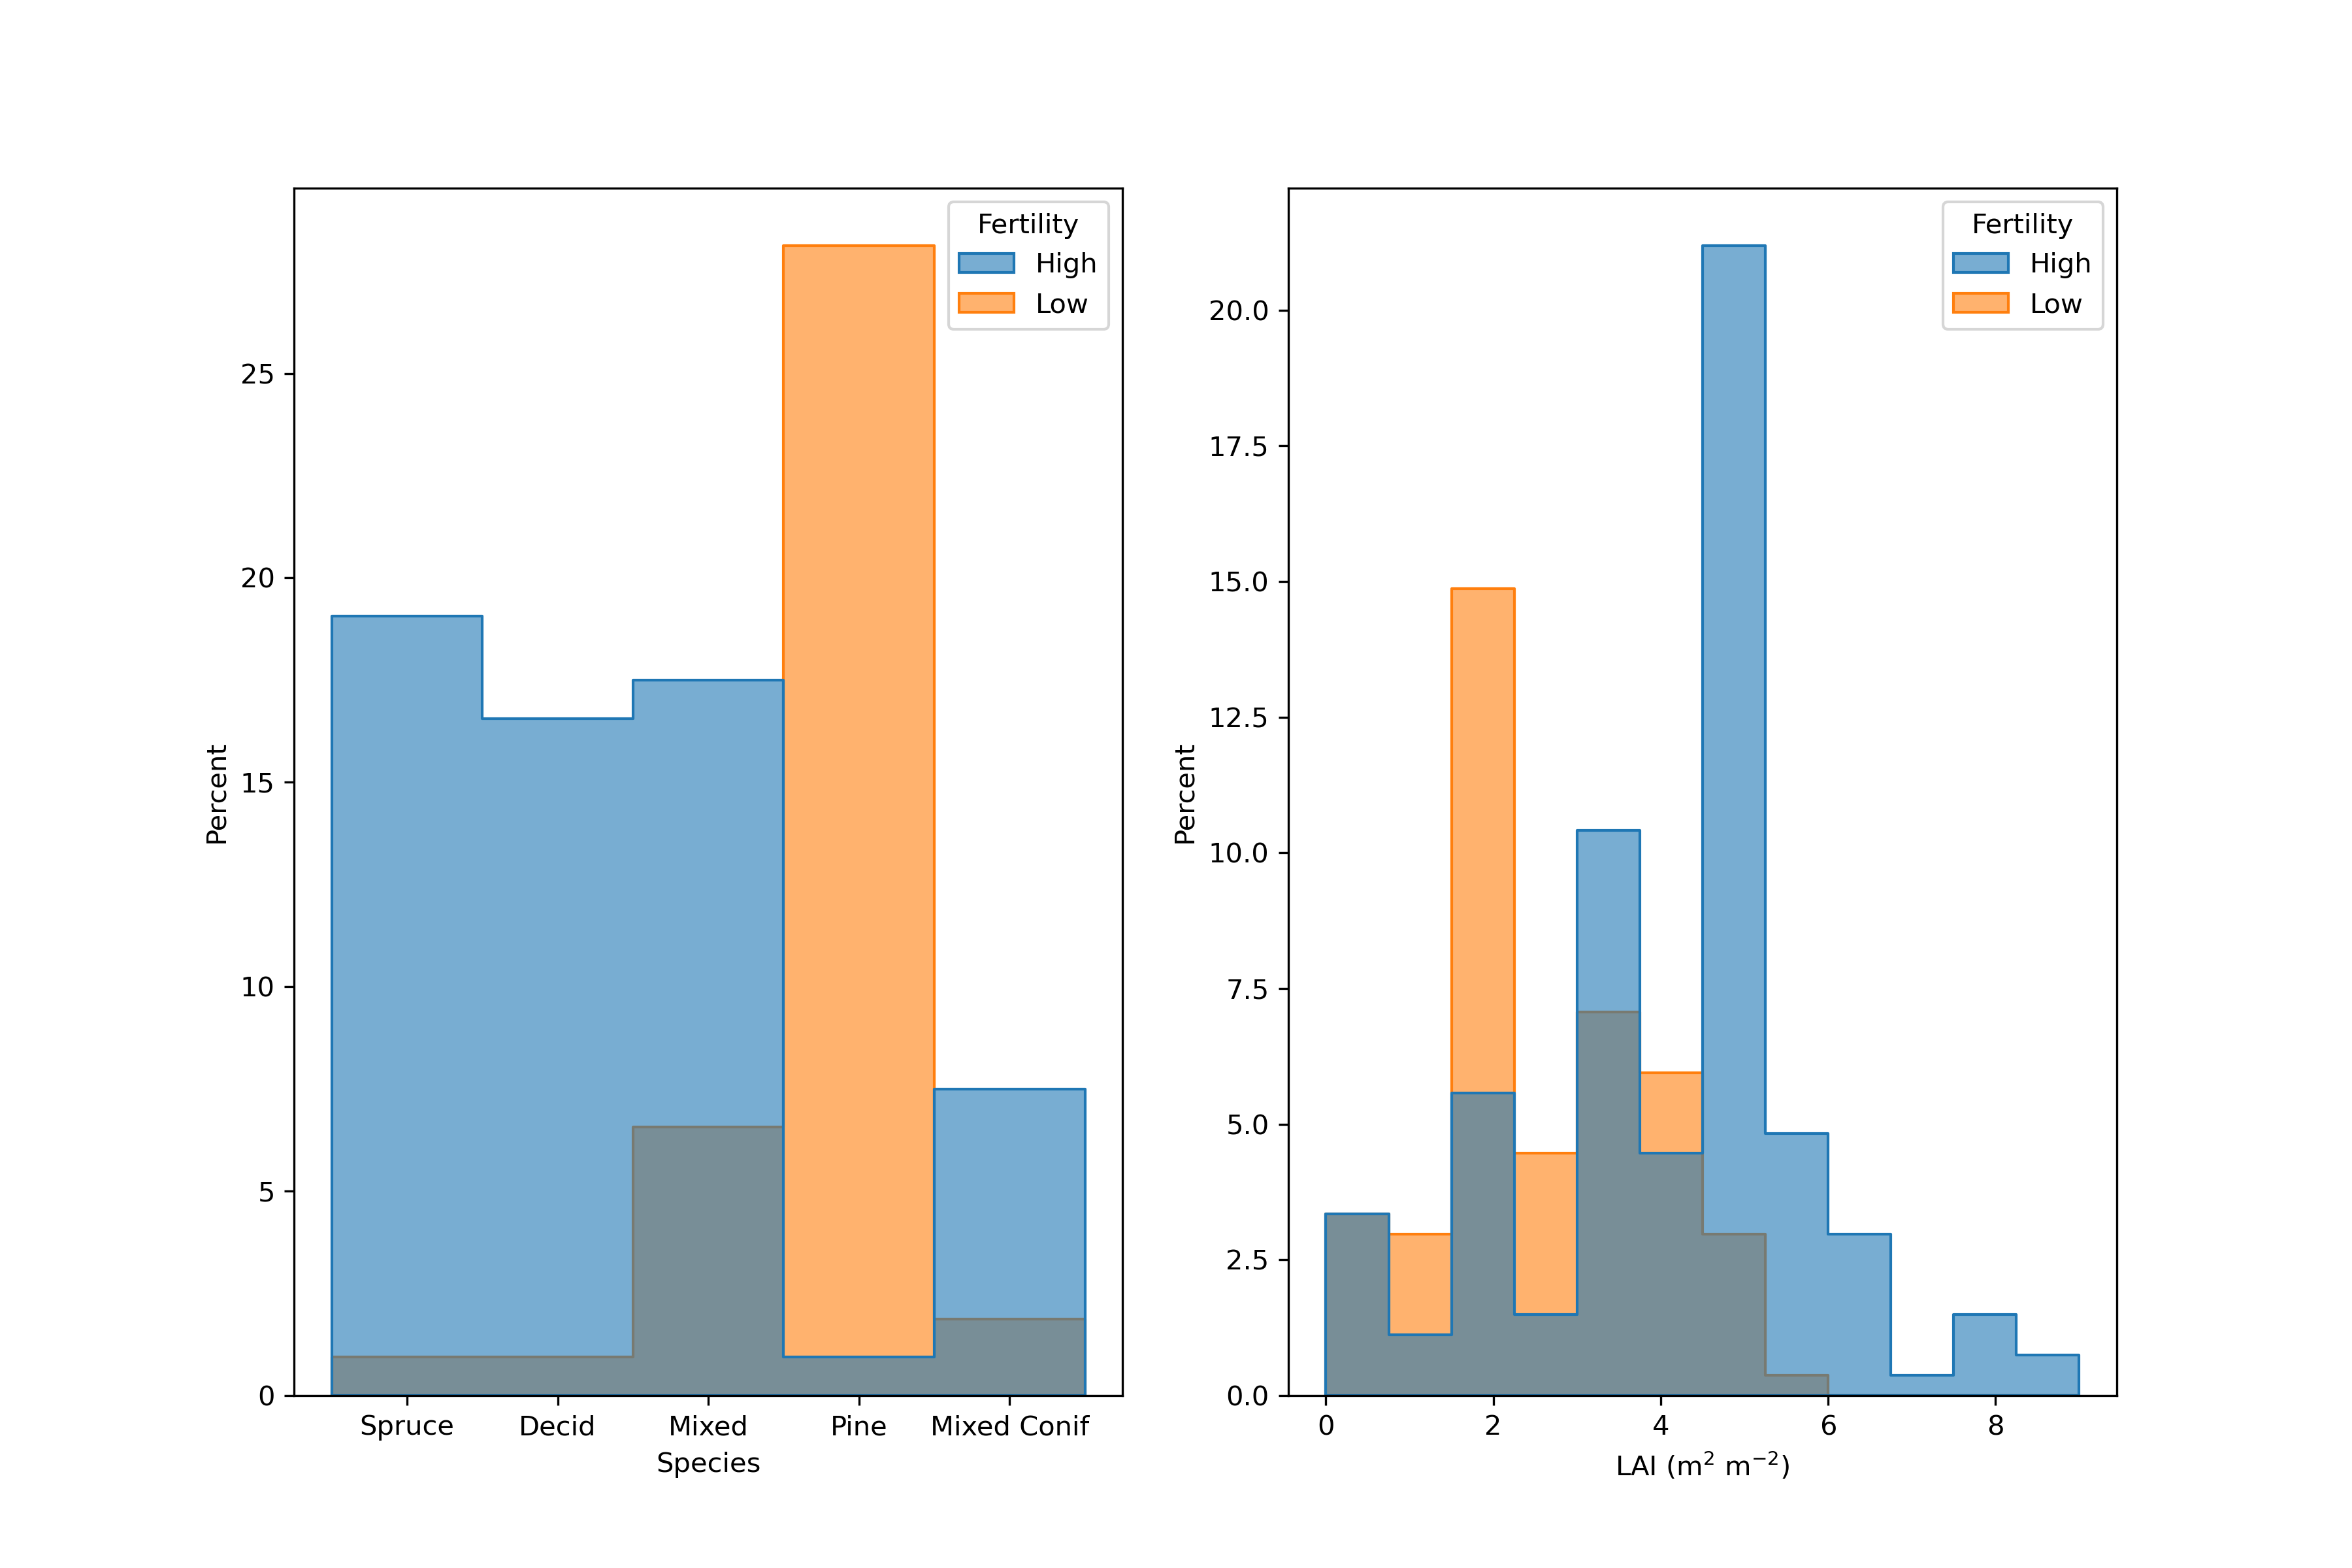 Fertility
High
Low
25
20
15
10
5
0
Percent
Spruce Decid Mixed Pine Mixed Conif
Species
Fertility
High
Low
20.0
17.5
15.0
12.5
10.0
7.5
5.0
2.5
0.0
Percent
0 2 4 6 8
LAI (m² m⁻²)